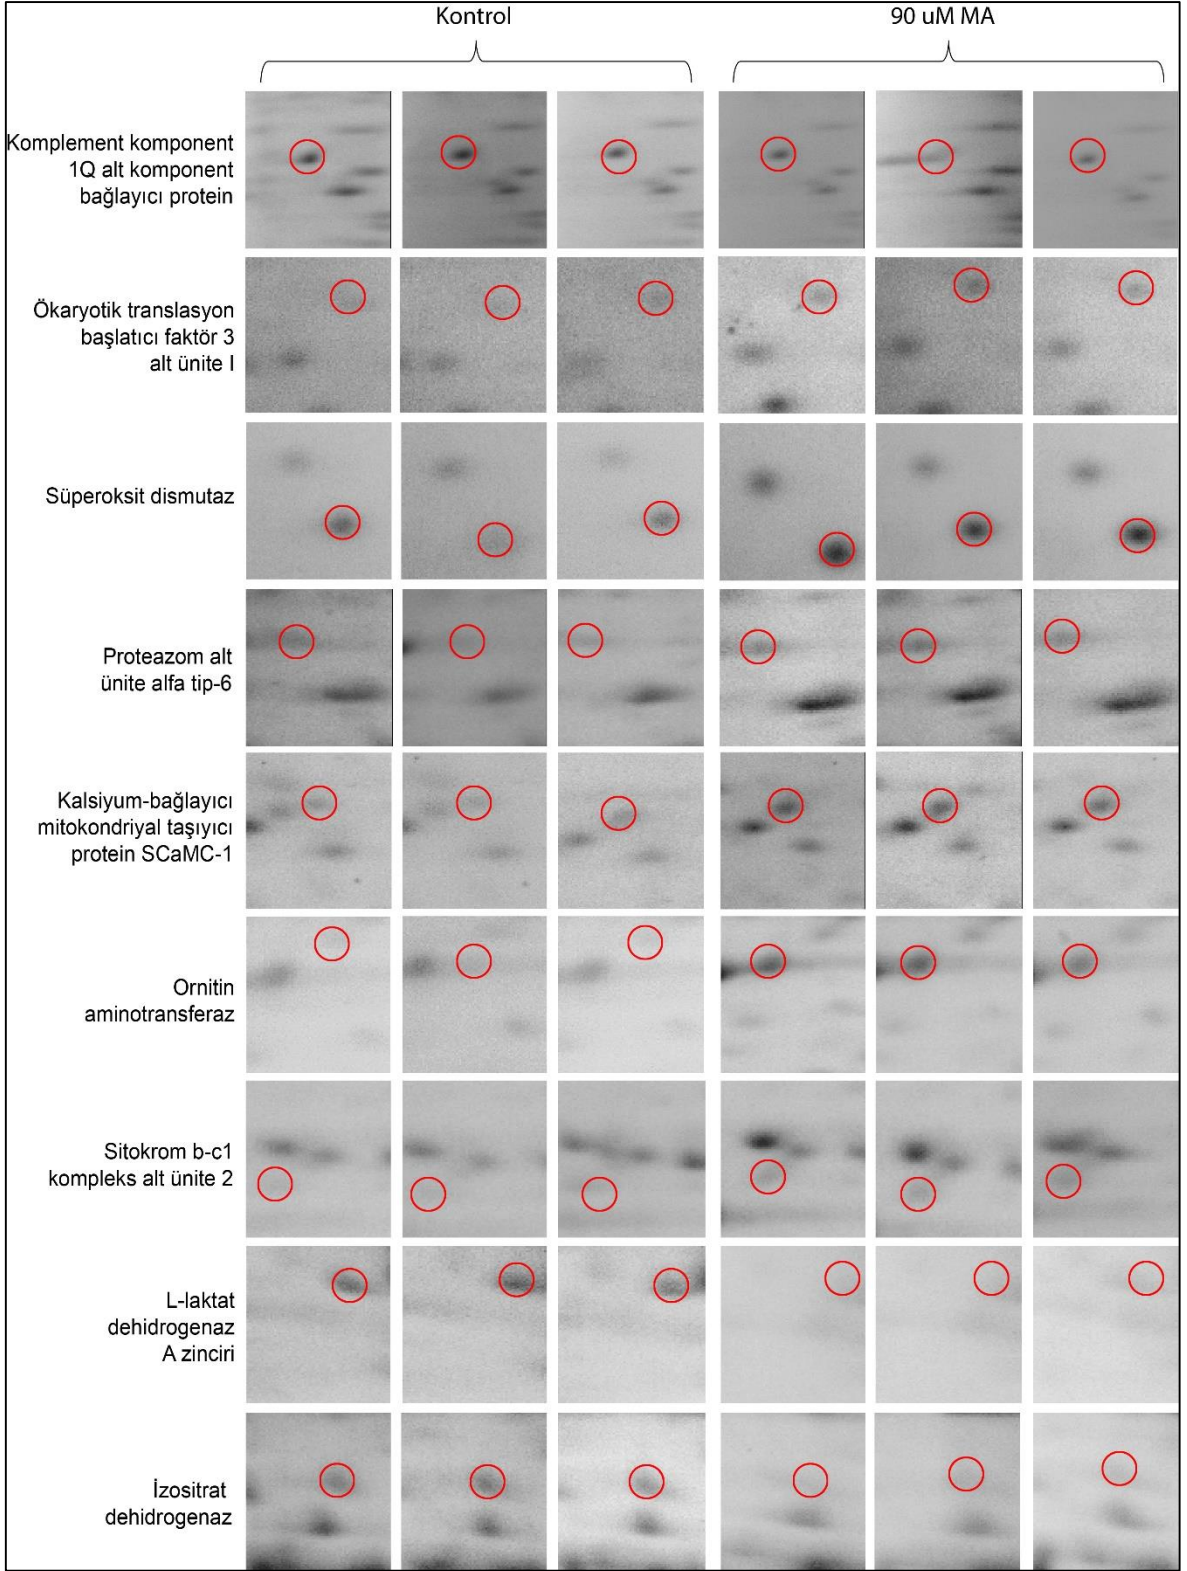 Kontrol
90 uM MA
Komplement komponent
1Q alt komponent
bağlayıcı protein
Ökaryotik translasyon
başlatıcı faktör 3
alt ünite I
Süperoksit dismutaz
Proteazom alt
ünite alfa tip-6
Kalsiyum-bağlayıcı
mitokondriyal taşıyıcı
protein SCaMC-1
Ornitin
aminotransferaz
Sitokrom b-c1
kompleks alt ünite 2
L-laktat
dehidrogenaz
A zinciri
İzositrat
dehidrogenaz